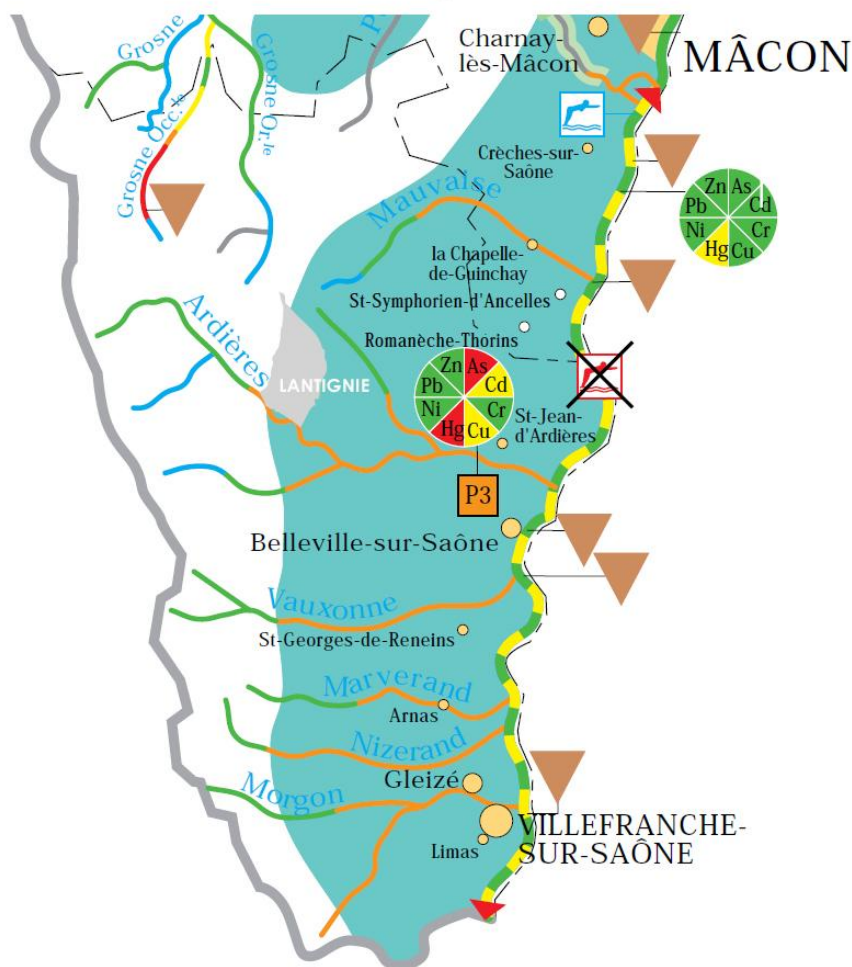 Grosne
Grosne Or.le
P
Charnay-
lès-Mâcon
MÂCON
Grosne Occ.le
Crèches-sur-
Saône
Zn
As
Pb
Cd
Ni
Cr
Hg
Cu
Mauvaise
la Chapelle-
de-Guinchay
St-Symphorien-d'Ancelles
Romanèche-Thorins
Ardières
LANTIGNIE
Zn
As
Pb
Cd
Ni
Cr
Hg
Cu
St-Jean-
d'Ardières
P3
Belleville-sur-Saône
Vauxonne
St-Georges-de-Reneins
Marverand
Arnas
Nizerand
Gleizé
Morgon
VILLEFRANCHE-
SUR-SAÔNE
Limas